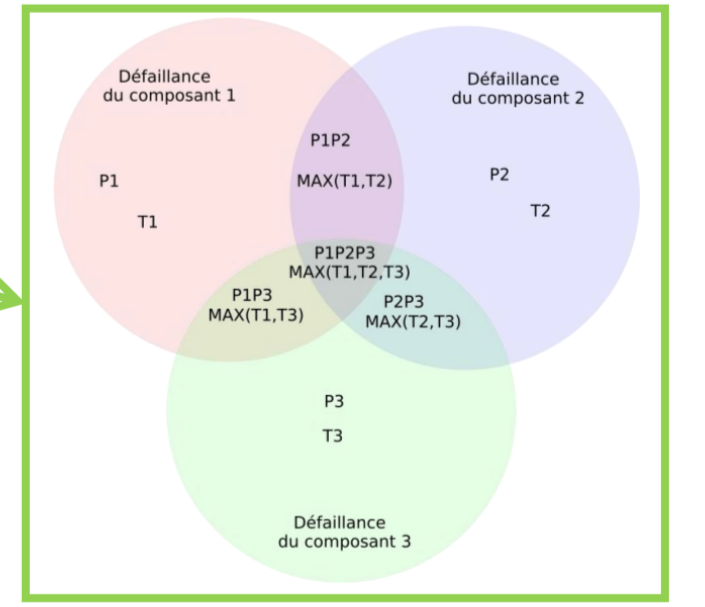 Défaillance
du composant 1
Défaillance
du composant 2
P1P2
P1
MAX(T1,T2)
P2
T1
T2
P1P2P3
MAX(T1,T2,T3)
P1P3
MAX(T1,T3)
P2P3
MAX(T2,T3)
P3
T3
Défaillance
du composant 3